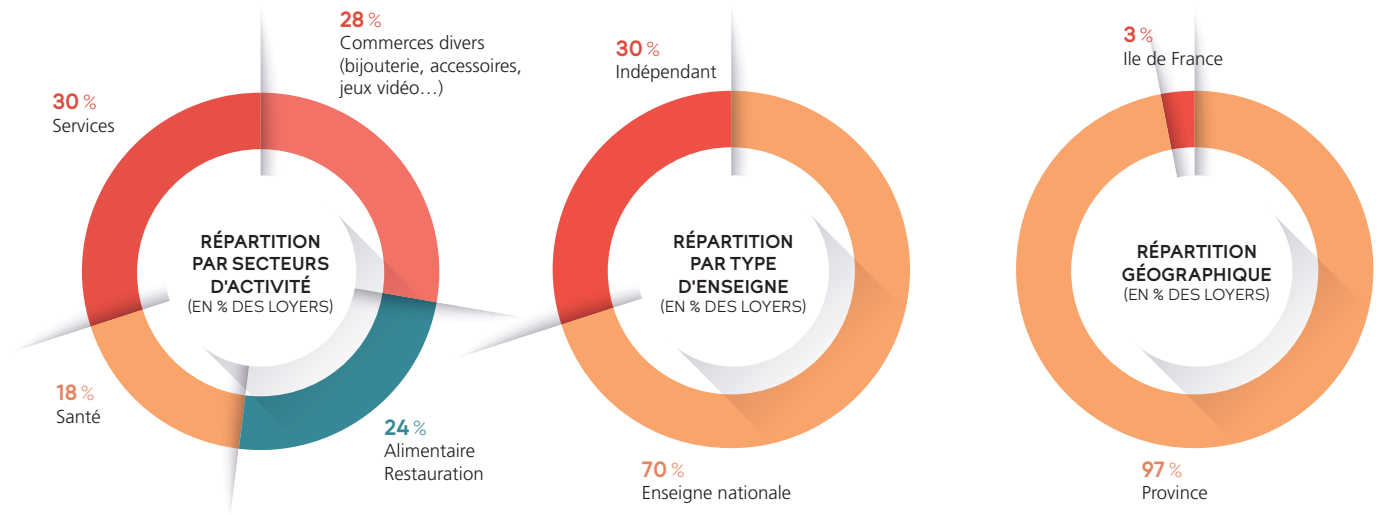 28 %
Commerces divers
(bijouterie, accessoires,
jeux vidéo…)
30 %
Services
RÉPARTITION
PAR SECTEURS
D'ACTIVITÉ
(EN % DES LOYERS)
18 %
Santé
24 %
Alimentaire
Restauration
30 %
Indépendant
RÉPARTITION
PAR TYPE
D'ENSEIGNE
(EN % DES LOYERS)
70 %
Enseigne nationale
3 %
Ile de France
RÉPARTITION
GÉOGRAPHIQUE
(EN % DES LOYERS)
97 %
Province